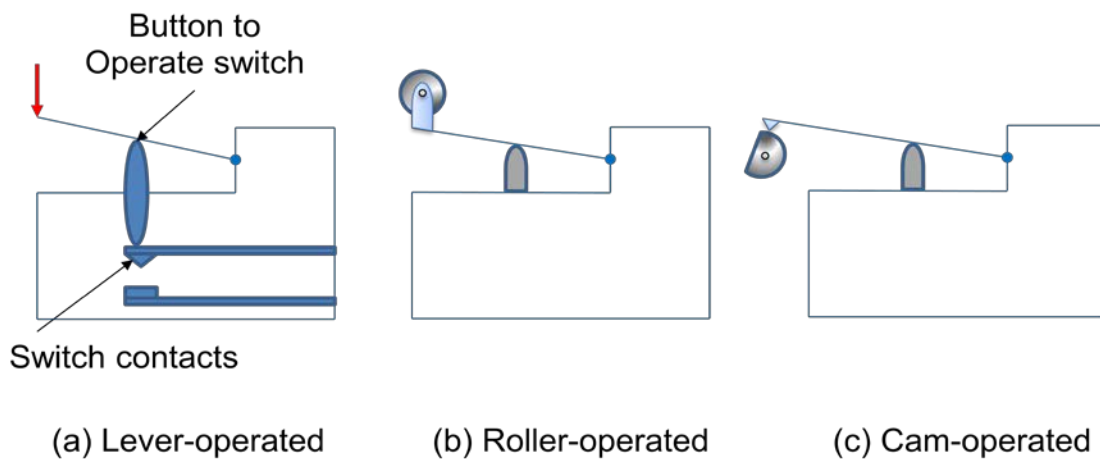 Button to
Operate switch
Switch contacts
(a) Lever-operated
(b) Roller-operated
(c) Cam-operated